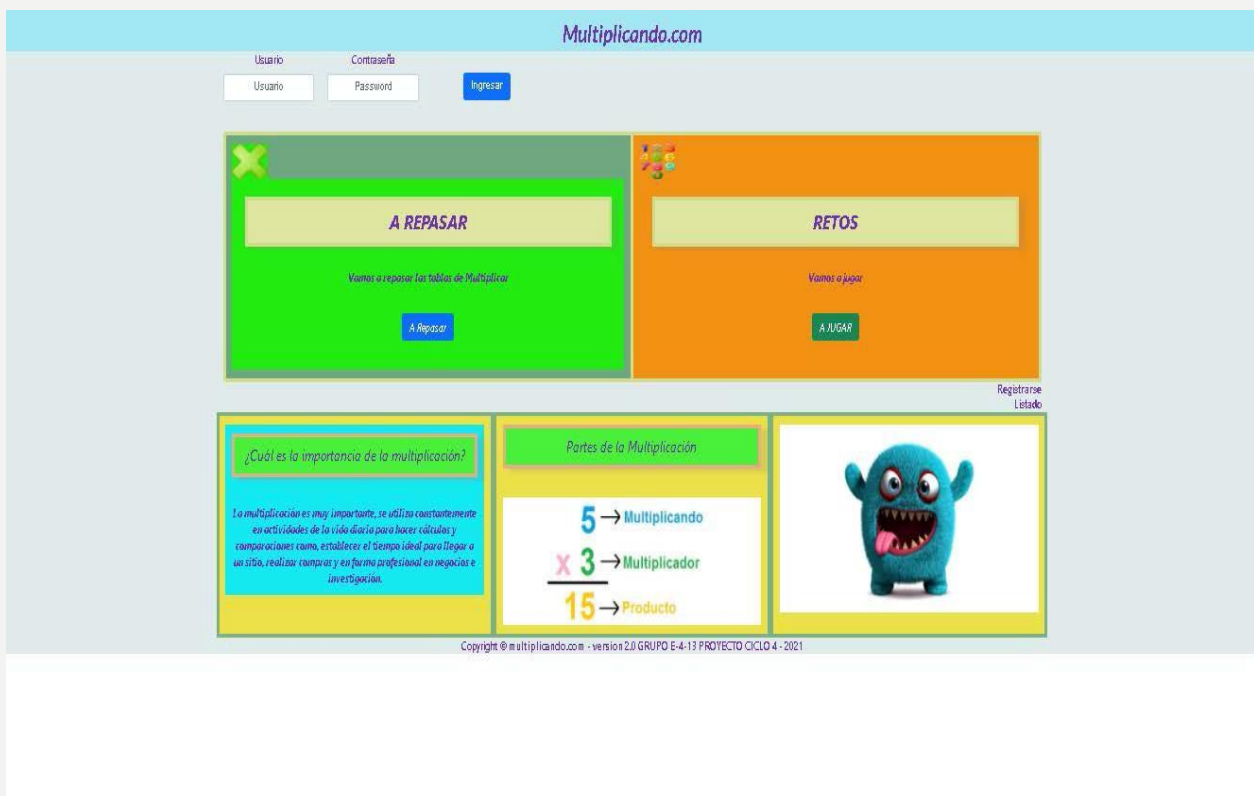 Multiplicando.com
Usuario Contraseña
Usuario Password Ingresar
A REPASAR
Vamos a repasar las tablas de Multiplicar
A Repasar
RETOS
Vamos a jugar
A JUGAR
Registrarse
Listado
¿Cuál es la importancia de la multiplicación?
La multiplicación es muy importante, se utiliza constantemente
en actividades de la vida diaria para hacer cálculos y
comparaciones como, establecer el tiempo ideal para llegar a
un sitio, realizar compras y en forma profesional en negocios e
investigación.
Partes de la Multiplicación
5 → Multiplicando
x 3 → Multiplicador
15 → Producto
Copyright © multiplicando.com - version 2.0 GRUPO E-4-13 PROYECTO CICLO 4 - 2021